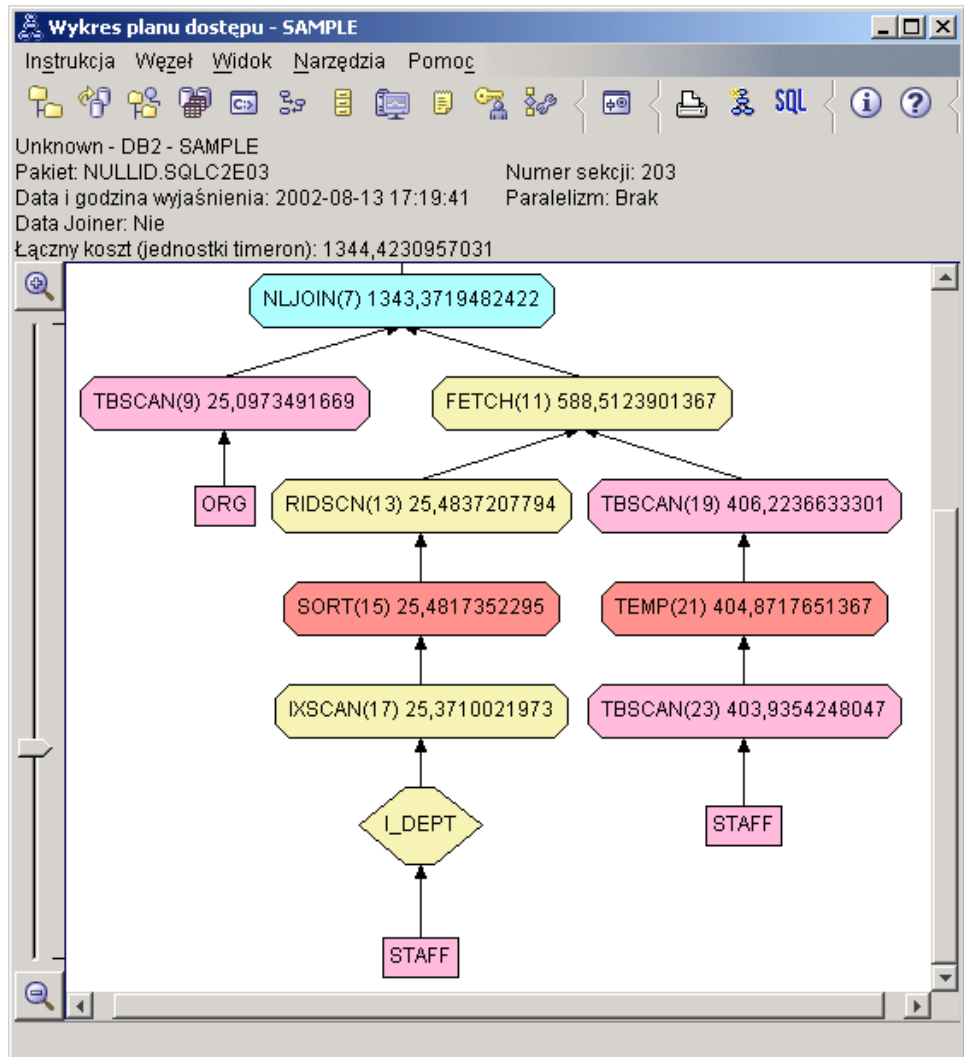 Wykres planu dostępu - SAMPLE
Instrukcja Węzeł Widok Narzędzia Pomoc
C:> SQL i ?
Unknown - DB2 - SAMPLE
Pakiet: NULLID.SQLC2E03 Numer sekcji: 203
Data i godzina wyjaśnienia: 2002-08-13 17:19:41 Paralelizm: Brak
Data Joiner: Nie
Łączny koszt (jednostki timeron): 1344,4230957031
NLJOIN(7) 1343,3719482422
TBSCAN(9) 25,0973491669 FETCH(11) 588,5123901367
ORG RIDSCN(13) 25,4837207794 TBSCAN(19) 406,2236633301
SORT(15) 25,4817352295 TEMP(21) 404,8717651367
IXSCAN(17) 25,3710021973 TBSCAN(23) 403,9354248047
I_DEPT STAFF
STAFF